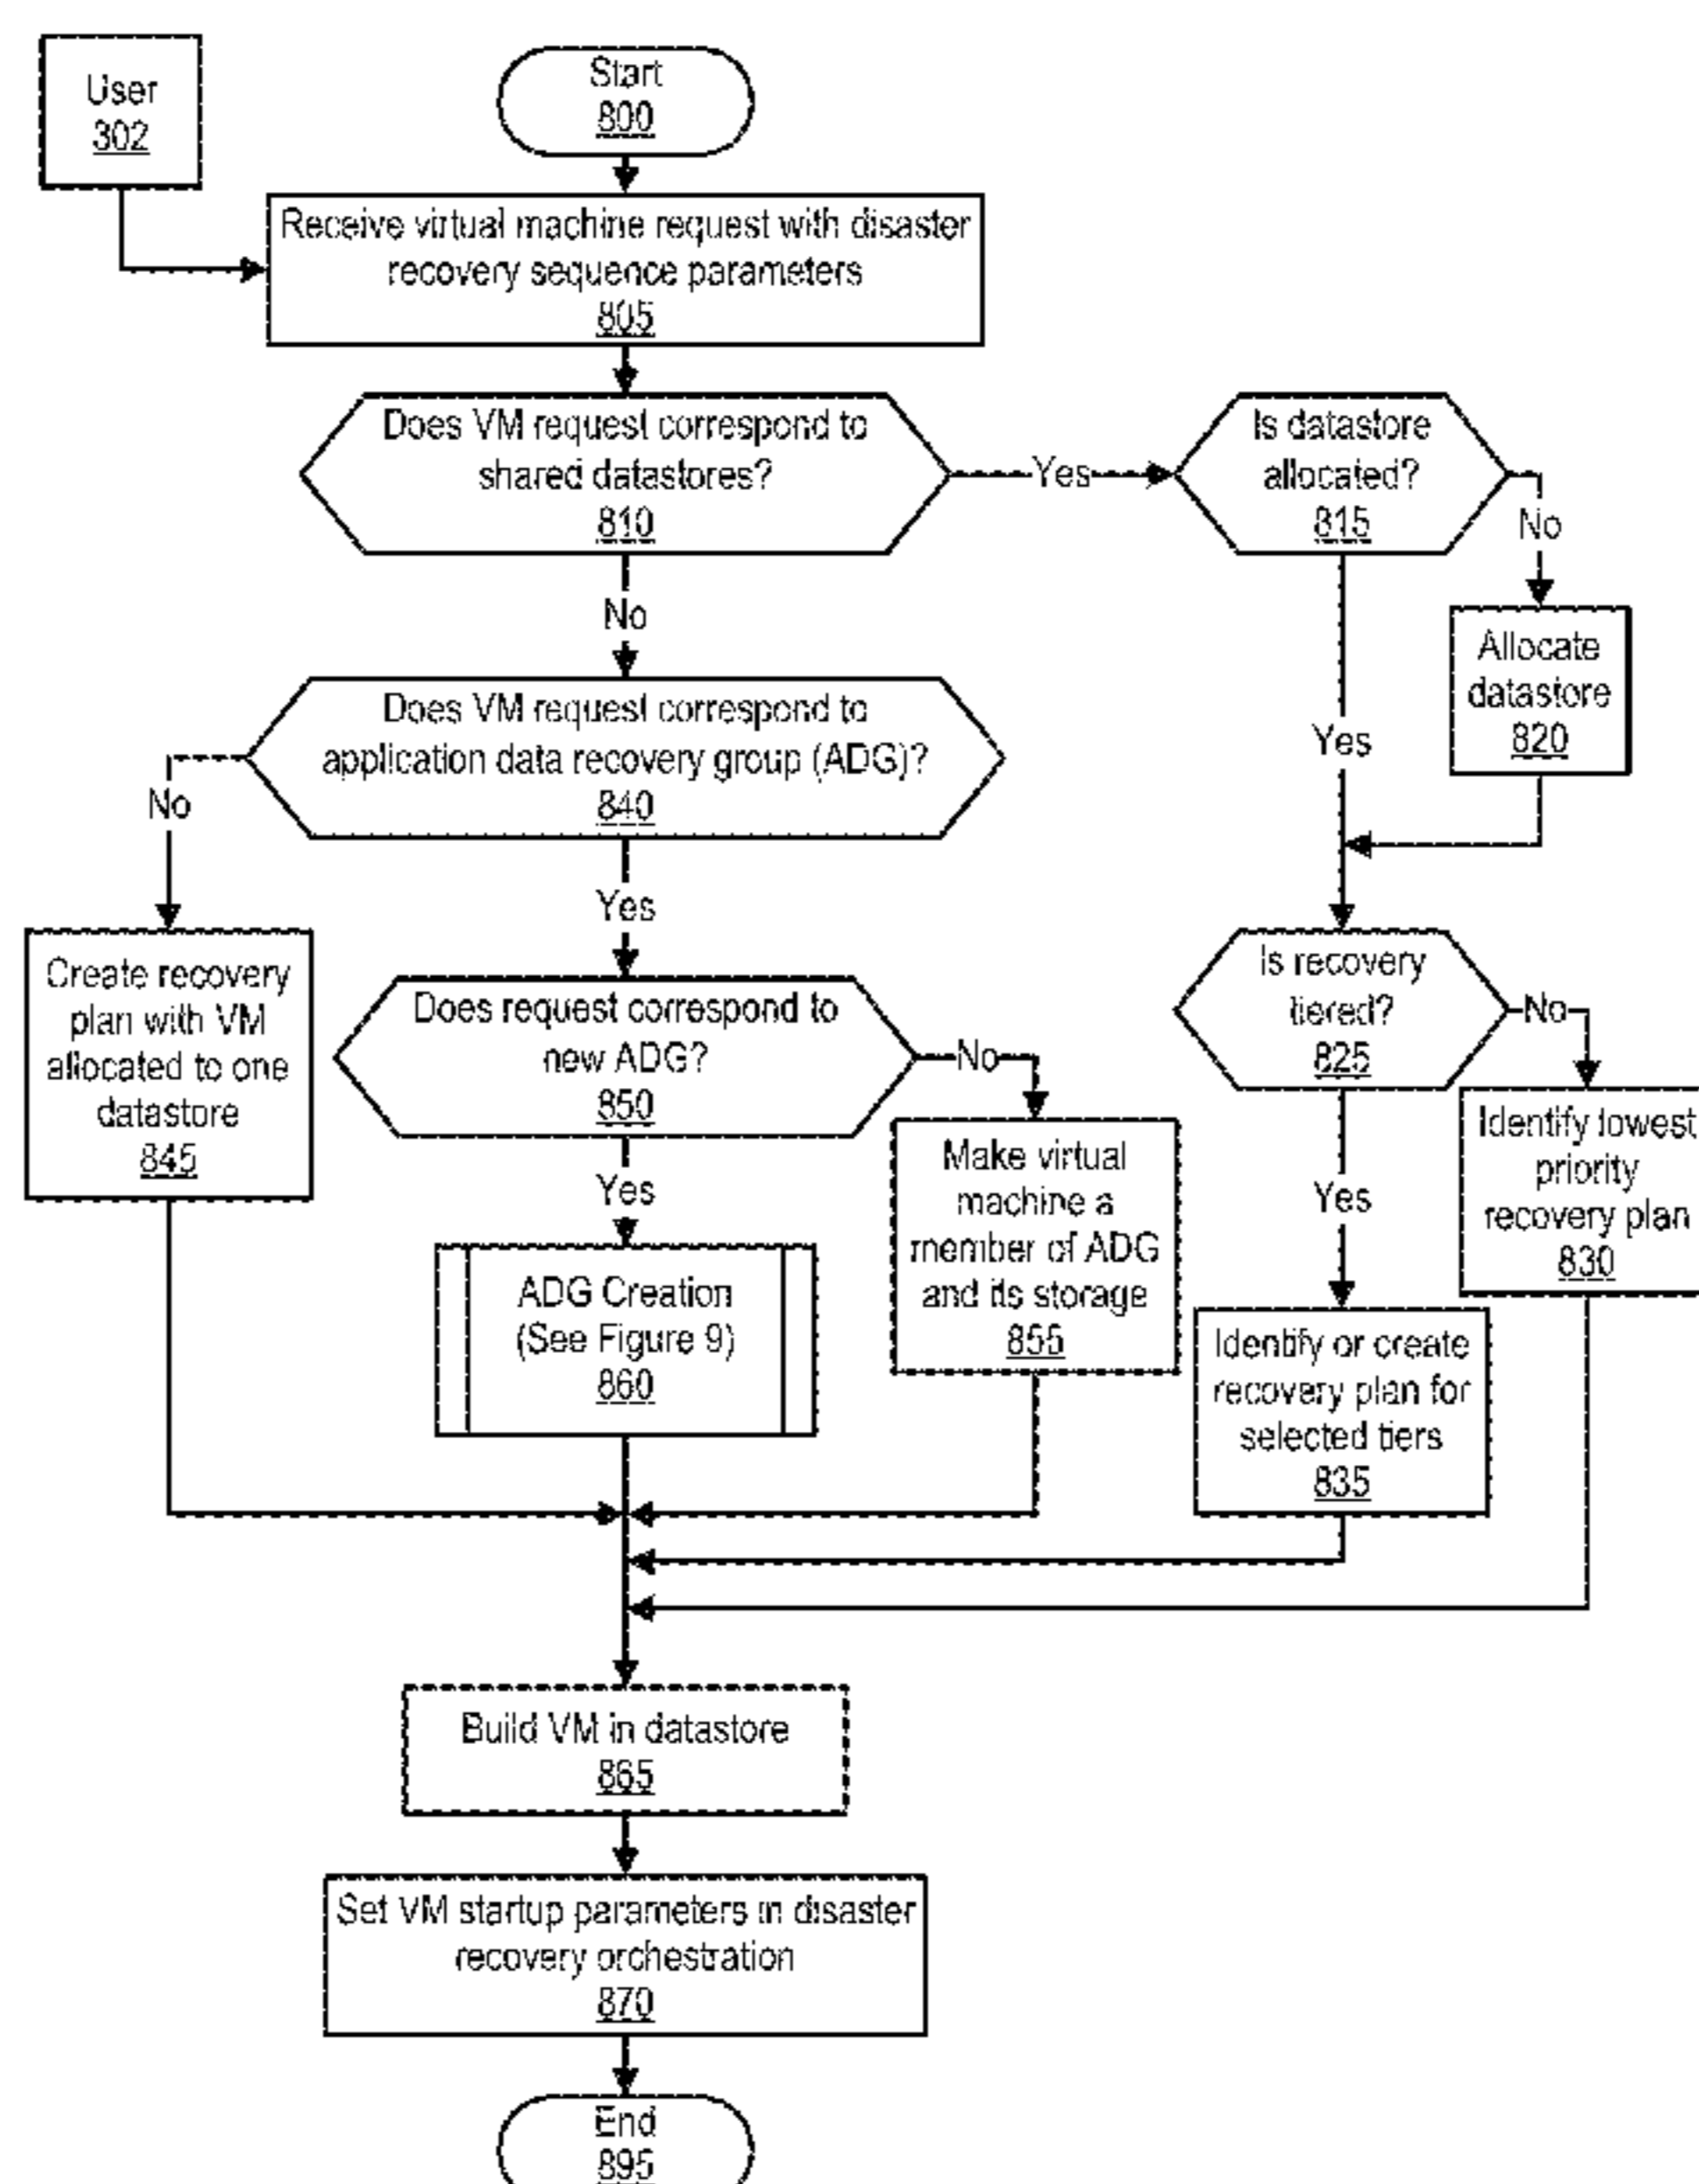 User
302
Start
800
Receive virtual machine request with disaster
recovery sequence parameters
805
Does VM request correspond to
shared datastores?
810
Yes
Is datastore
allocated?
815
No
Allocate
datastore
820
Yes
No
Does VM request correspond to
application data recovery group (ADG)?
840
No
Create recovery
plan with VM
allocated to one
datastore
845
Yes
Does request correspond to
new ADG?
850
No
Make virtual
machine a
member of ADG
and its storage
855
Yes
ADG Creation
(See Figure 9)
860
Is recovery
tiered?
825
No
Identify lowest
priority
recovery plan
830
Yes
Identify or create
recovery plan for
selected tiers
835
Build VM in datastore
865
Set VM startup parameters in disaster
recovery orchestration
870
End
895